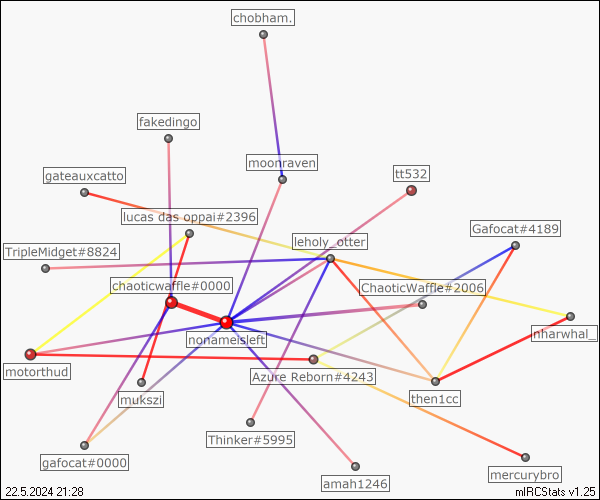 chobham.
fakedingo
moonraven
gateauxcatto
tt532
lucas das oppai#2396
Gafocat#4189
leholy_otter
TripleMidget#8824
chaoticwaffle#0000
ChaoticWaffle#2006
nharwhal_
nonameisleft
motorthud
Azure Reborn#4243
mukszi
then1cc
Thinker#5995
gafocat#0000
amah1246
mercurybro
22.5.2024 21:28
mIRCStats v1.25